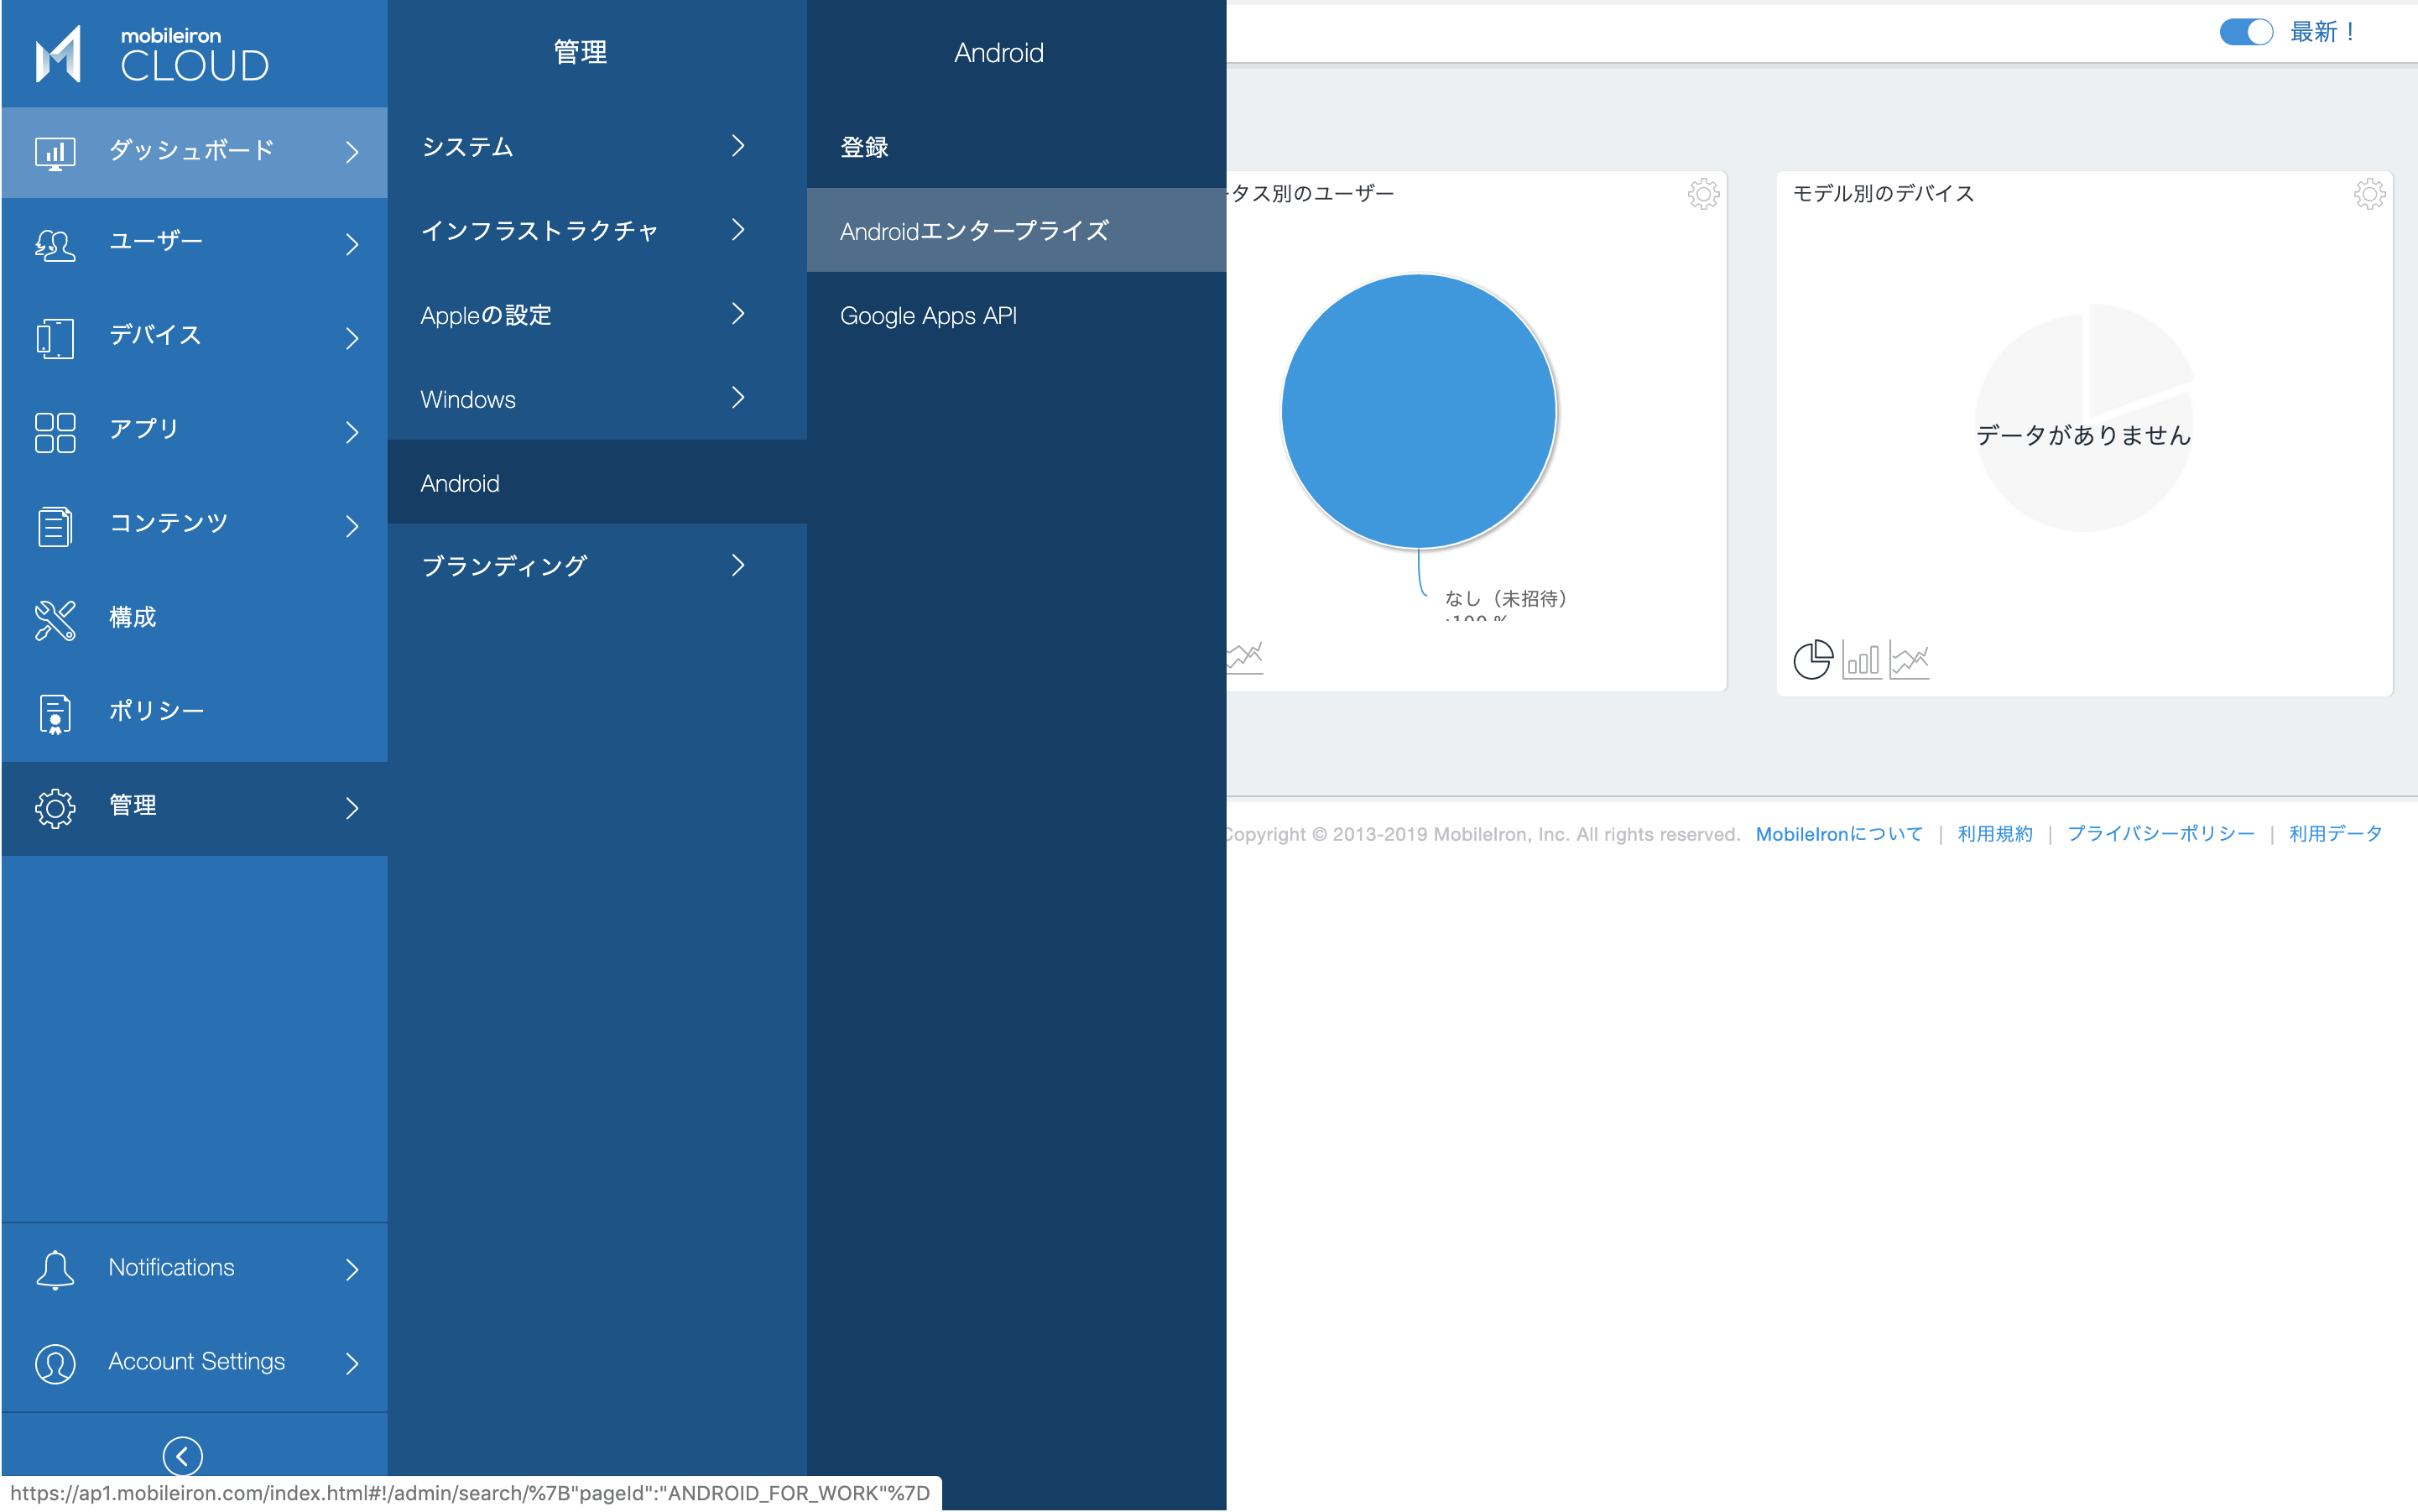 mobileiron
CLOUD
ダッシュボード
ユーザー
デバイス
アプリ
コンテンツ
構成
ポリシー
管理
Notifications
Account Settings
管理
システム
インフラストラクチャ
Appleの設定
Windows
Android
ブランディング
Android
登録
Androidエンタープライズ
Google Apps API
最新！
タス別のユーザー
なし（未招待）
:100 %
モデル別のデバイス
データがありません
Copyright © 2013-2019 MobileIron, Inc. All rights reserved. MobileIronについて | 利用規約 | プライバシーポリシー | 利用データ
https://ap1.mobileiron.com/index.html#!/admin/search/%7B"pageId":"ANDROID_FOR_WORK"%7D